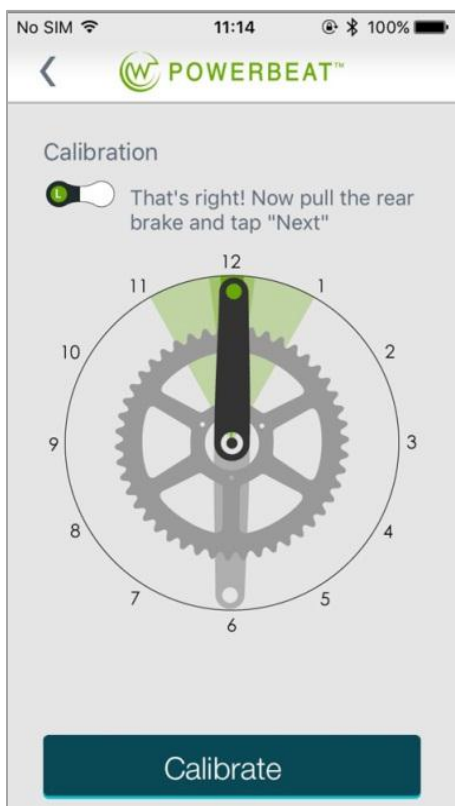 No SIM 11:14 100%
W POWERBEAT™
Calibration
L That's right! Now pull the rear
brake and tap "Next"
12
11 1
10 2
9 3
8 4
7 5
6
Calibrate